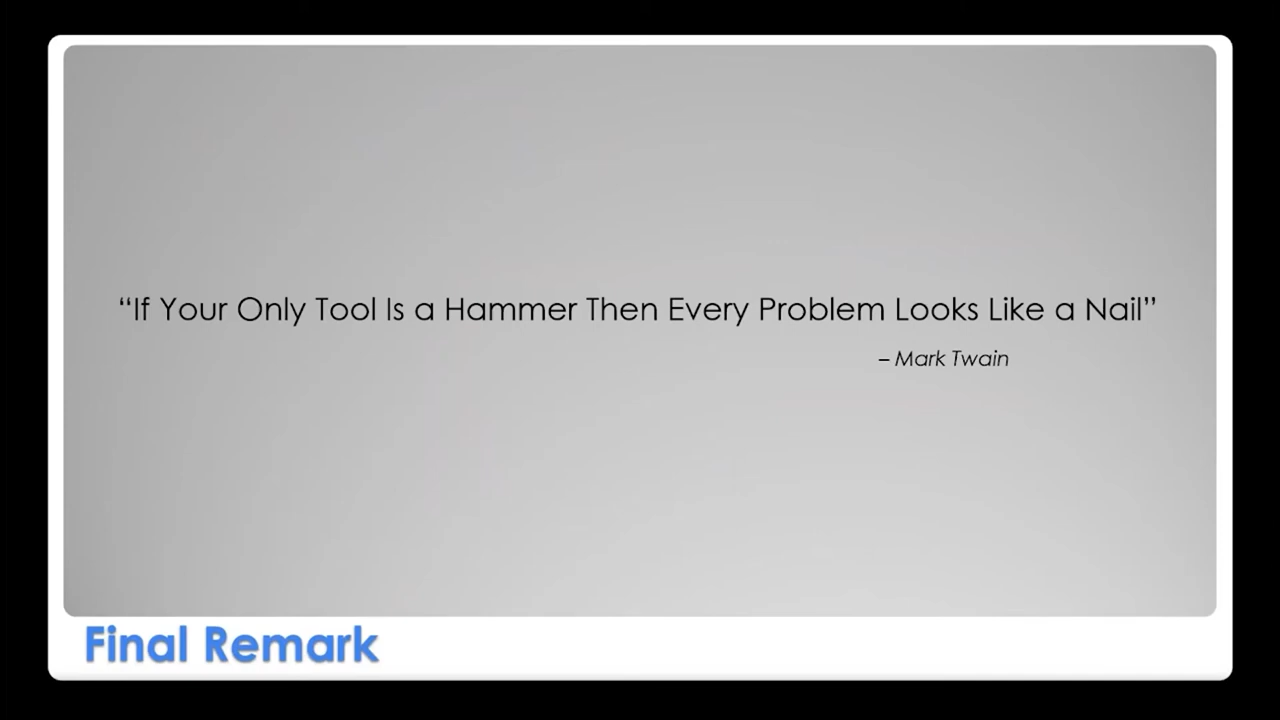 “If Your Only Tool Is a Hammer Then Every Problem Looks Like a Nail”
– Mark Twain
Final Remark